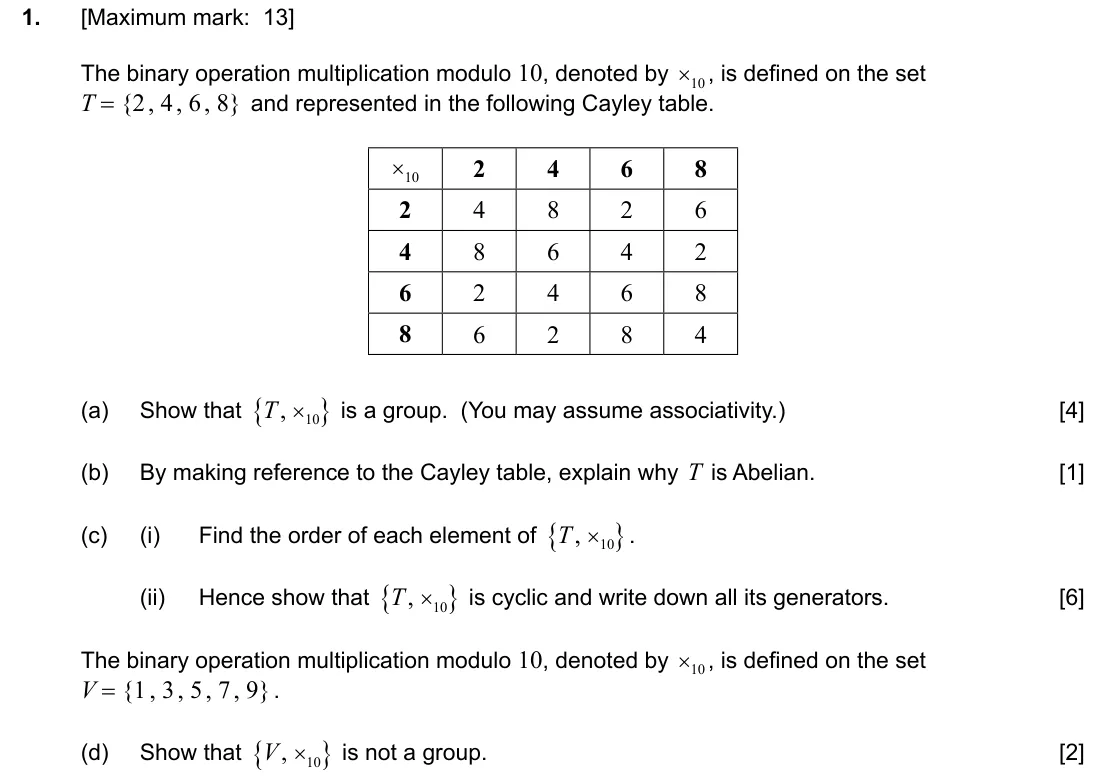 1. [Maximum mark: 13]
The binary operation multiplication modulo 10, denoted by ×₁₀, is defined on the set
T = {2, 4, 6, 8} and represented in the following Cayley table.
×₁₀ 2 4 6 8
2 4 8 2 6
4 8 6 4 2
6 2 4 6 8
8 6 2 8 4
(a) Show that {T, ×₁₀} is a group. (You may assume associativity.) [4]
(b) By making reference to the Cayley table, explain why T is Abelian. [1]
(c) (i) Find the order of each element of {T, ×₁₀}.
(ii) Hence show that {T, ×₁₀} is cyclic and write down all its generators. [6]
The binary operation multiplication modulo 10, denoted by ×₁₀, is defined on the set
V = {1, 3, 5, 7, 9}.
(d) Show that {V, ×₁₀} is not a group. [2]